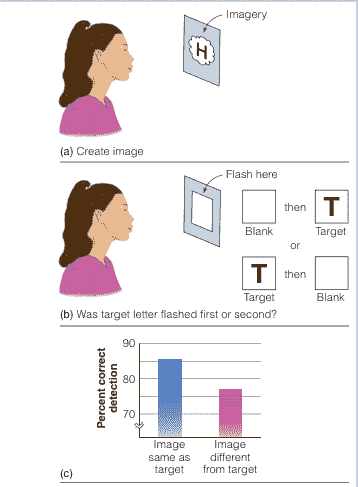 Imagery
H
(a) Create image
Flash here
then
T
Blank
Target
or
T
then
Target
Blank
(b) Was target letter flashed first or second?
Percent correct
detection
90
80
70
Image
same as
target
Image
different
from target
(c)